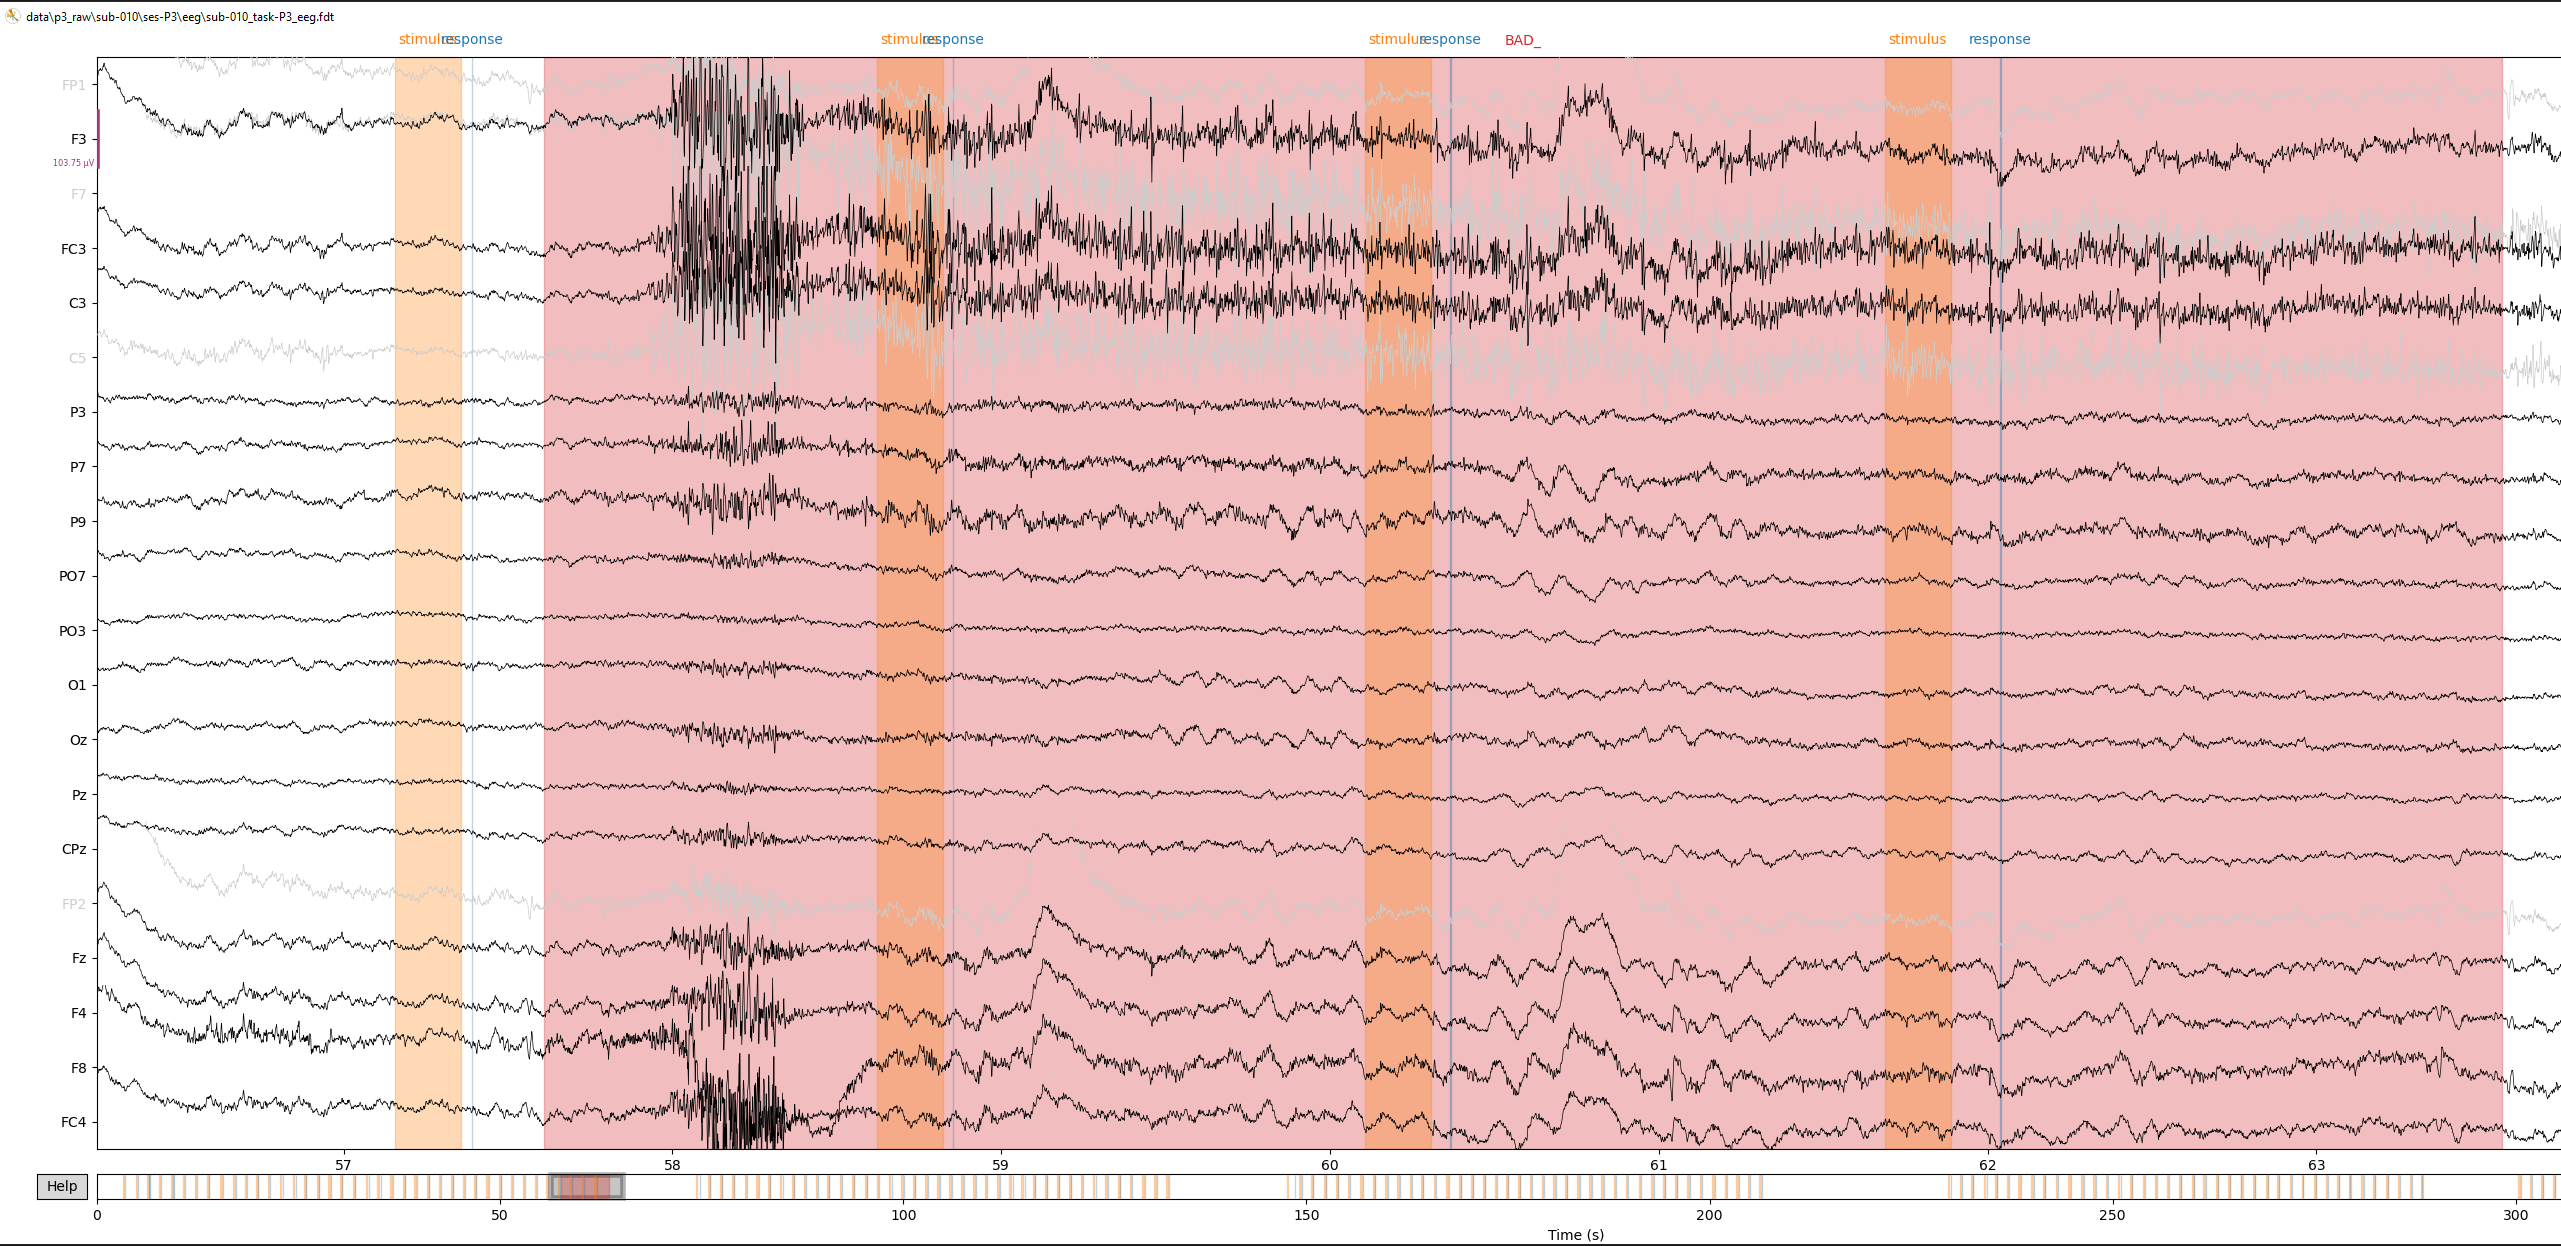 data\p3_raw\sub-010\ses-P3\eeg\sub-010_task-P3_eeg.fdt
stimulus response stimulus response stimulus response BAD_ stimulus response
FP1
F3
103.75 µV
F7
FC3
C3
C5
P3
P7
P9
PO7
PO3
O1
Oz
Pz
CPz
FP2
Fz
F4
F8
FC4
57 58 59 60 61 62 63
Help
0 50 100 150 200 250 300
Time (s)